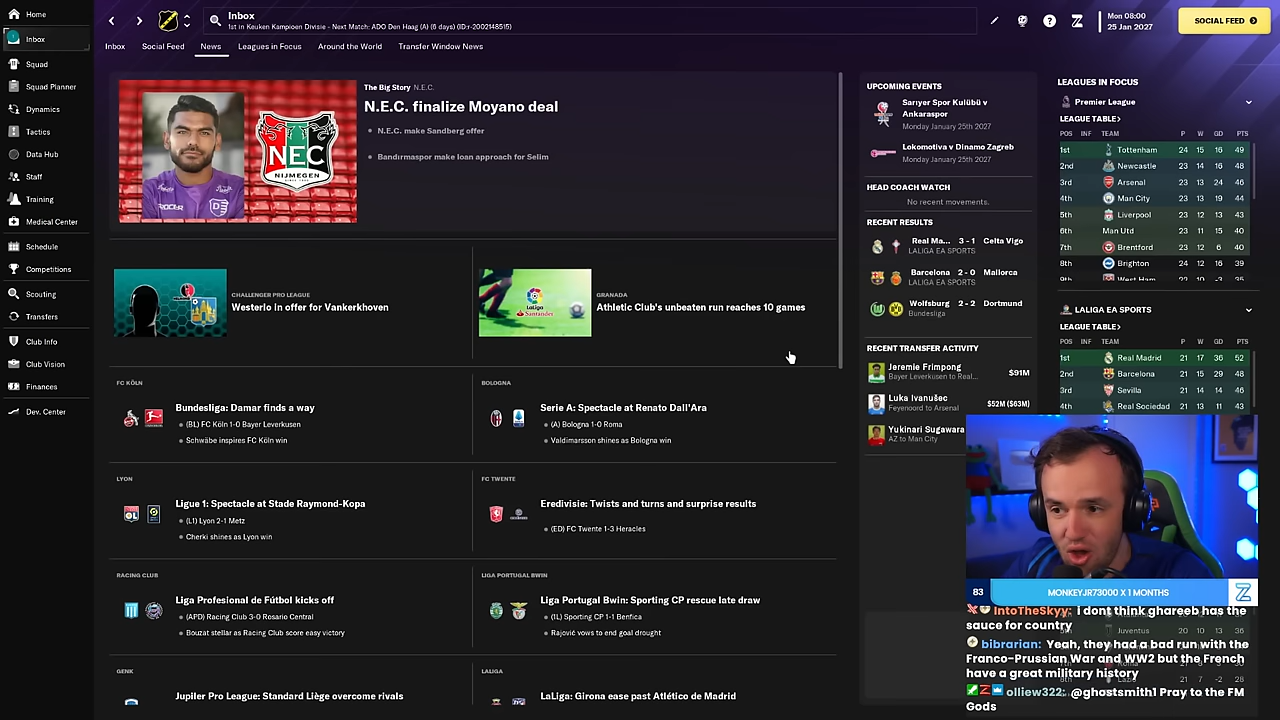 Home
Inbox
Squad
Squad Planner
Dynamics
Tactics
Data Hub
Staff
Training
Medical Center
Schedule
Competitions
Scouting
Transfers
Club Info
Club Vision
Finances
Dev. Center
Inbox
1st in Keuken Kampioen Divisie - Next Match: ADO Den Haag (A) (6 days) (ID:r-2002148515)
Mon 08:00
25 Jan 2027
SOCIAL FEED
Inbox
Social Feed
News
Leagues in Focus
Around the World
Transfer Window News
The Big Story N.E.C.
N.E.C. finalize Moyano deal
N.E.C. make Sandberg offer
Bandırmaspor make loan approach for Selim
NEC
NIJMEGEN
CHALLENGER PRO LEAGUE
Westerlo in offer for Vankerkhoven
GRANADA
Athletic Club's unbeaten run reaches 10 games
LaLiga
Santander
FC KÖLN
Bundesliga: Damar finds a way
(BL) FC Köln 1-0 Bayer Leverkusen
Schwäbe inspires FC Köln win
BOLOGNA
Serie A: Spectacle at Renato Dall'Ara
(A) Bologna 1-0 Roma
Valdimarsson shines as Bologna win
LYON
Ligue 1: Spectacle at Stade Raymond-Kopa
(L1) Lyon 2-1 Metz
Cherki shines as Lyon win
FC TWENTE
Eredivisie: Twists and turns and surprise results
(ED) FC Twente 1-3 Heracles
RACING CLUB
Liga Profesional de Fútbol kicks off
(APD) Racing Club 3-0 Rosario Central
Bouzat stellar as Racing Club score easy victory
LIGA PORTUGAL BWIN
Liga Portugal Bwin: Sporting CP rescue late draw
(1L) Sporting CP 1-1 Benfica
Rajović vows to end goal drought
GENK
Jupiler Pro League: Standard Liège overcome rivals
LALIGA
LaLiga: Girona ease past Atlético de Madrid
UPCOMING EVENTS
Sarıyer Spor Kulübü v
Ankaraspor
Monday January 25th 2027
Lokomotiva v Dinamo Zagreb
Monday January 25th 2027
HEAD COACH WATCH
No recent movements.
RECENT RESULTS
Real Ma... 3 - 1 Celta Vigo
LALIGA EA SPORTS
Barcelona 2 - 0 Mallorca
LALIGA EA SPORTS
Wolfsburg 2 - 2 Dortmund
Bundesliga
RECENT TRANSFER ACTIVITY
Jeremie Frimpong
Bayer Leverkusen to Real...
$91M
Luka Ivanušec
Feyenoord to Arsenal
$52M ($63M)
Yukinari Sugawara
AZ to Man City
LEAGUES IN FOCUS
Premier League
LEAGUE TABLE>
POS INF TEAM P W GD PTS
1st Tottenham 24 15 16 49
2nd Newcastle 23 14 16 48
3rd Arsenal 23 13 24 46
4th Man City 23 13 19 44
5th Liverpool 23 12 13 43
6th Man Utd 23 11 15 40
7th Brentford 23 12 6 40
8th Brighton 24 12 16 39
9th West Ham 22 10 -3 35
LALIGA EA SPORTS
LEAGUE TABLE>
POS INF TEAM P W GD PTS
1st Real Madrid 21 17 36 52
2nd Barcelona 21 15 29 48
3rd Sevilla 21 14 14 46
4th Real Sociedad 21 13 11 43
83 MONKEYJR73000 X 1 MONTHS
IntoTheSkyy: i dont think ghareeb has the
sauce for country
bibrarian: Yeah, they had a bad run with the
Franco-Prussian War and WW2 but the French
have a great military history
olliew322: @ghostsmith1 Pray to the FM
Gods
Juventus 20 10 13 36